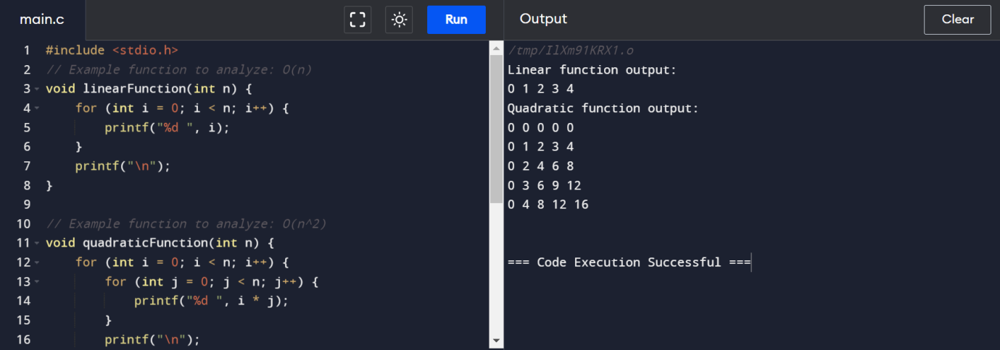 main.c
Run
Output
Clear
1 #include <stdio.h>
2 // Example function to analyze: O(n)
3 void linearFunction(int n) {
4     for (int i = 0; i < n; i++) {
5         printf("%d ", i);
6     }
7     printf("\n");
8 }
9
10 // Example function to analyze: O(n^2)
11 void quadraticFunction(int n) {
12     for (int i = 0; i < n; i++) {
13         for (int j = 0; j < n; j++) {
14             printf("%d ", i * j);
15         }
16         printf("\n");
/tmp/IlXm91KRX1.o
Linear function output:
0 1 2 3 4
Quadratic function output:
0 0 0 0 0
0 1 2 3 4
0 2 4 6 8
0 3 6 9 12
0 4 8 12 16
=== Code Execution Successful ===